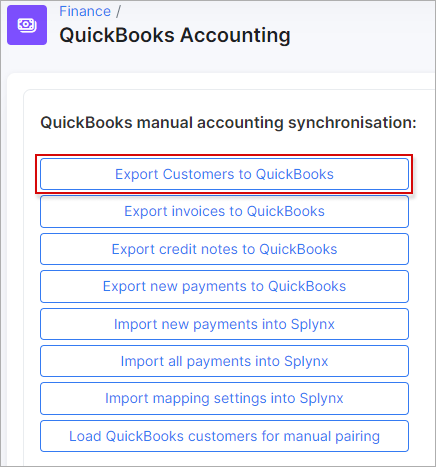 Finance /
QuickBooks Accounting
QuickBooks manual accounting synchronisation:
Export Customers to QuickBooks
Export invoices to QuickBooks
Export credit notes to QuickBooks
Export new payments to QuickBooks
Import new payments into Splynx
Import all payments into Splynx
Import mapping settings into Splynx
Load QuickBooks customers for manual pairing